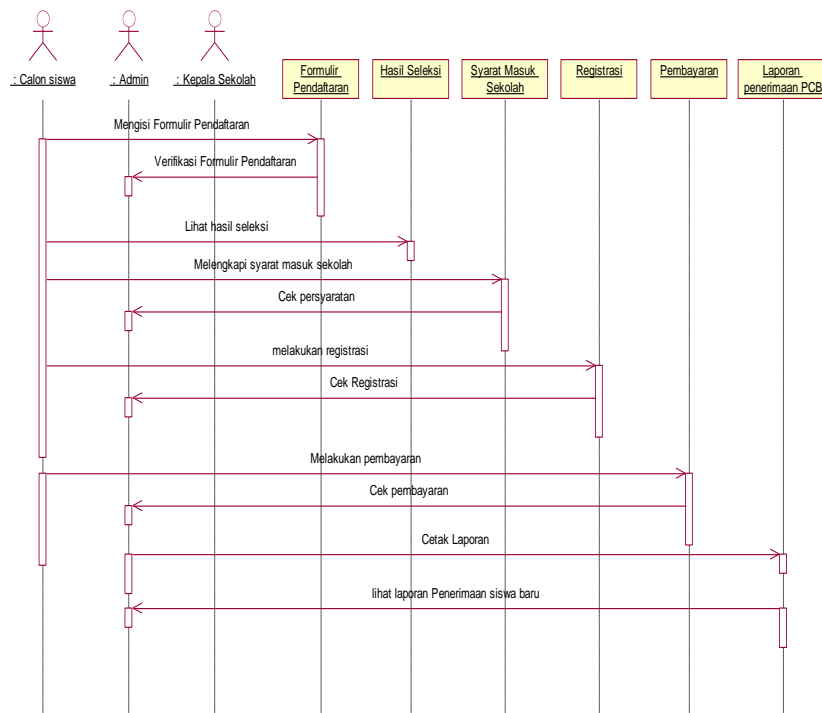 : Calon siswa
: Admin
: Kepala Sekolah
Formulir
Pendaftaran
Hasil Seleksi
Syarat Masuk
Sekolah
Registrasi
Pembayaran
Laporan
penerimaan PCB
Mengisi Formulir Pendaftaran
Verifikasi Formulir Pendaftaran
Lihat hasil seleksi
Melengkapi syarat masuk sekolah
Cek persyaratan
melakukan registrasi
Cek Registrasi
Melakukan pembayaran
Cek pembayaran
Cetak Laporan
lihat laporan Penerimaan siswa baru